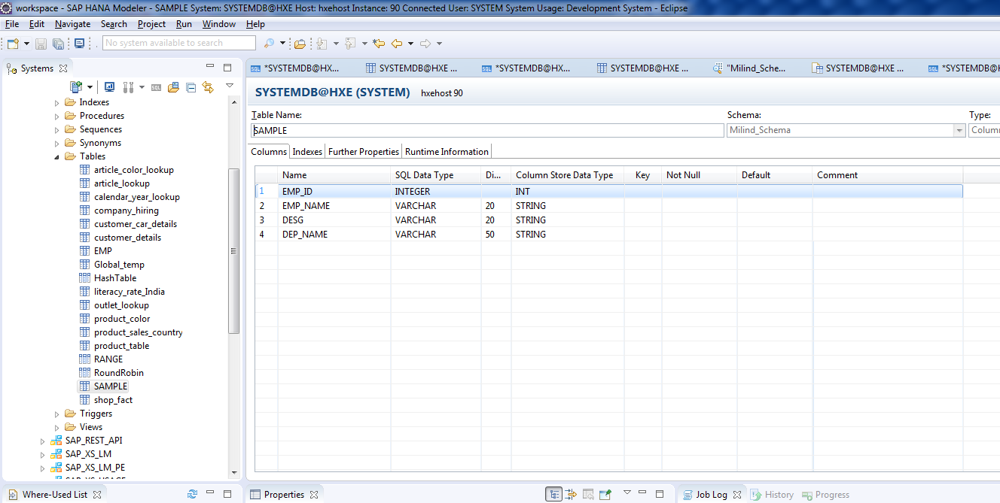 workspace - SAP HANA Modeler - SAMPLE System: SYSTEMDB@HXE Host: hxehost Instance: 90 Connected User: SYSTEM System Usage: Development System - Eclipse
File Edit Navigate Search Project Run Window Help
No system available to search
Systems
*SYSTEMDB@HX... SYSTEMDB@HXE ... *SYSTEMDB@HX... SYSTEMDB@HXE ... "Milind_Sche... SYSTEMDB@HXE ... *SYSTEMDB@H
SQL
Indexes
Procedures
Sequences
Synonyms
Tables
article_color_lookup
article_lookup
calendar_year_lookup
company_hiring
customer_car_details
customer_details
EMP
Global_temp
HashTable
literacy_rate_India
outlet_lookup
product_color
product_sales_country
product_table
RANGE
RoundRobin
SAMPLE
shop_fact
Triggers
Views
SAP_REST_API
SAP_XS_LM
SAP_XS_LM_PE
SAP_XS_USAGE
SYSTEMDB@HXE (SYSTEM) hxehost 90
Table Name: Schema: Type:
SAMPLE Milind_Schema Colum
Columns Indexes Further Properties Runtime Information
Name SQL Data Type Di... Column Store Data Type Key Not Null Default Comment
1 EMP_ID INTEGER INT
2 EMP_NAME VARCHAR 20 STRING
3 DESG VARCHAR 20 STRING
4 DEP_NAME VARCHAR 50 STRING
Where-Used List Properties Job Log History Progress